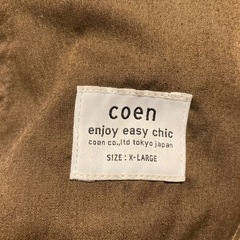 coen
enjoy easy chic
coen co.,ltd tokyo japan
SIZE : X-LARGE